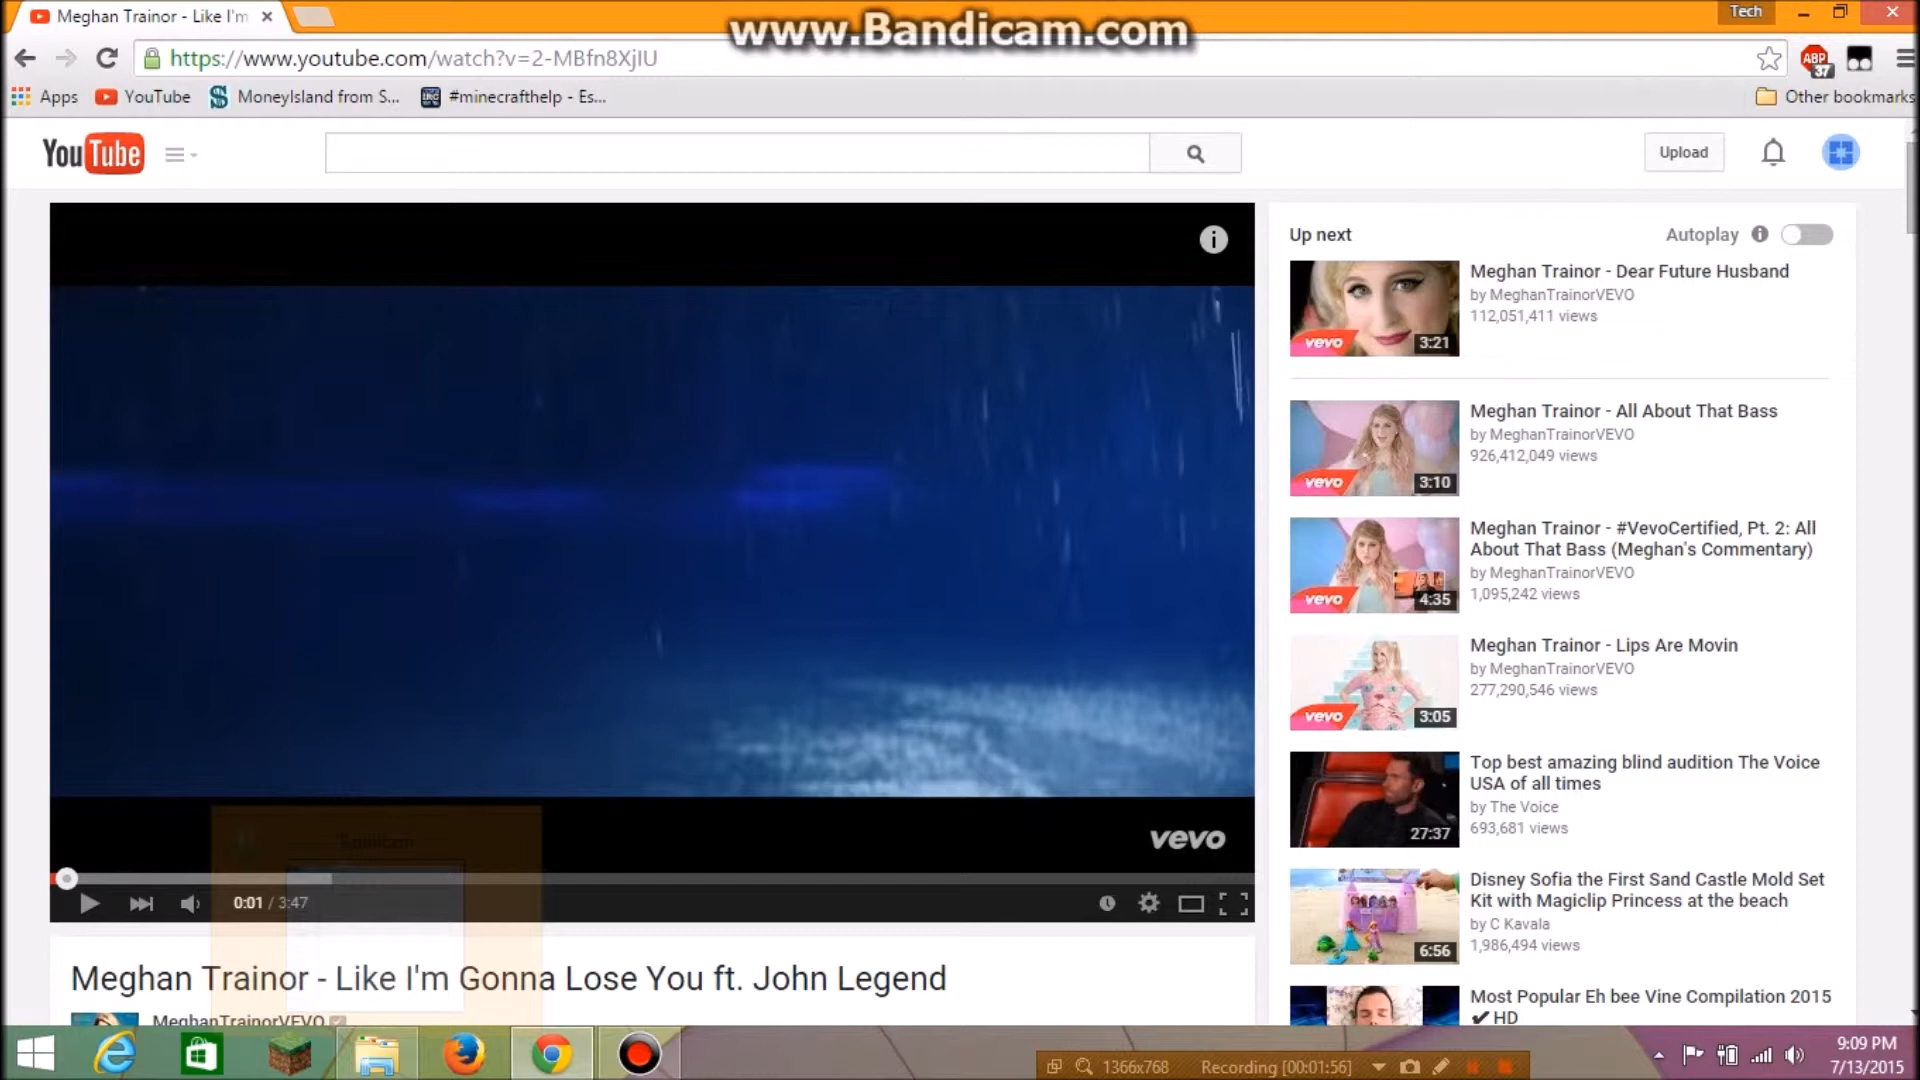 Meghan Trainor - Like I'm
www.Bandicam.com
Tech
https://www.youtube.com/watch?v=2-MBfn8XjIU
ABP
37
Apps
YouTube
MoneyIsland from S...
#minecrafthelp - Es...
Other bookmarks
YouTube
Upload
Up next
Autoplay
Meghan Trainor - Dear Future Husband
by MeghanTrainorVEVO
112,051,411 views
vevo
3:21
Meghan Trainor - All About That Bass
by MeghanTrainorVEVO
926,412,049 views
vevo
3:10
Meghan Trainor - #VevoCertified, Pt. 2: All
About That Bass (Meghan's Commentary)
by MeghanTrainorVEVO
1,095,242 views
vevo
4:35
Meghan Trainor - Lips Are Movin
by MeghanTrainorVEVO
277,290,546 views
vevo
3:05
Top best amazing blind audition The Voice
USA of all times
by The Voice
693,681 views
27:37
Disney Sofia the First Sand Castle Mold Set
Kit with Magiclip Princess at the beach
by C Kavala
1,986,494 views
6:56
Most Popular Eh bee Vine Compilation 2015
✔ HD
vevo
Bandicam
0:01 / 3:47
Meghan Trainor - Like I'm Gonna Lose You ft. John Legend
MeghanTrainorVEVO
1366x768
Recording [00:01:56]
9:09 PM
7/13/2015